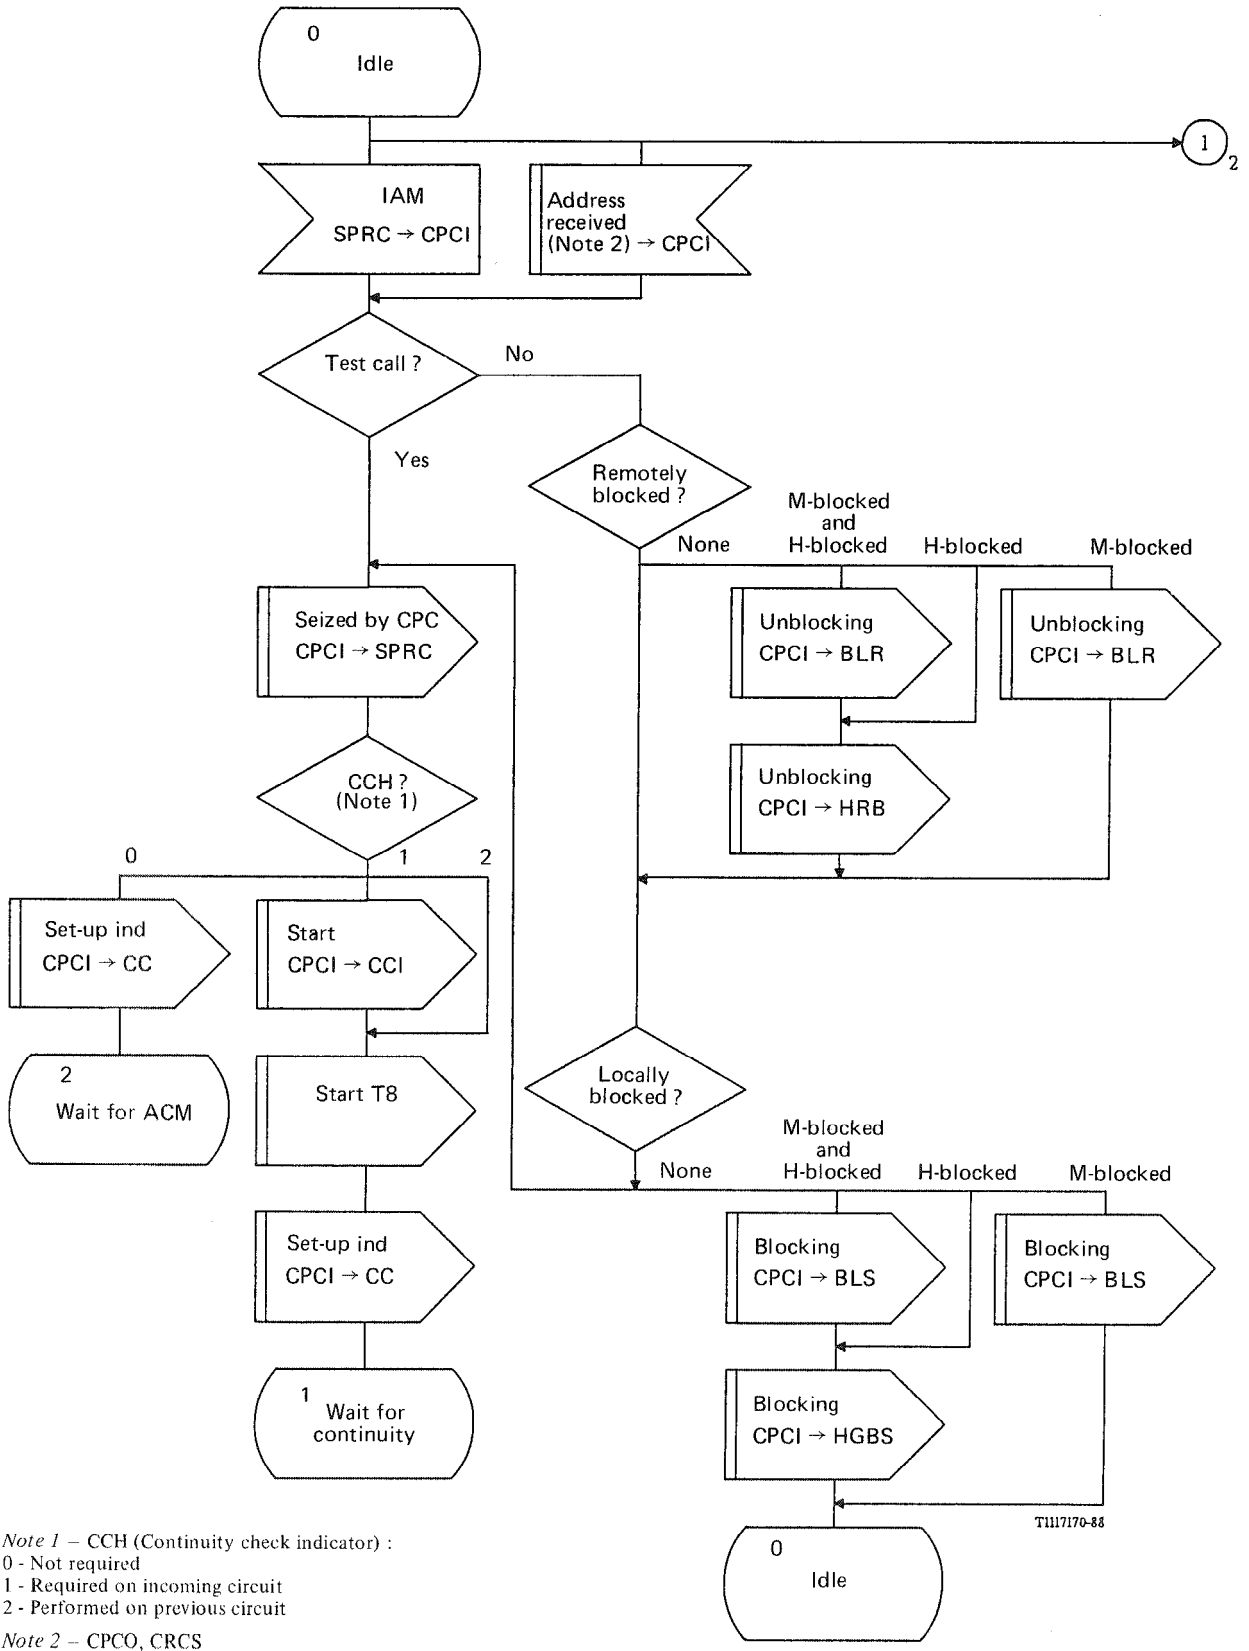 0
Idle
1
2
IAM
SPRC → CPCI
Address
received
(Note 2) → CPCI
Test call ?
No
Yes
Remotely
blocked ?
None
M-blocked
and
H-blocked
H-blocked
M-blocked
Seized by CPC
CPCI → SPRC
Unblocking
CPCI → BLR
Unblocking
CPCI → BLR
Unblocking
CPCI → HRB
CCH ?
(Note 1)
0
1
2
Set-up ind
CPCI → CC
Start
CPCI → CCI
2
Wait for ACM
Start T8
Locally
blocked ?
None
M-blocked
and
H-blocked
H-blocked
M-blocked
Set-up ind
CPCI → CC
Blocking
CPCI → BLS
Blocking
CPCI → BLS
1
Wait for
continuity
Blocking
CPCI → HGBS
T1117170-88
0
Idle
Note 1 – CCH (Continuity check indicator) :
0 - Not required
1 - Required on incoming circuit
2 - Performed on previous circuit
Note 2 – CPCO, CRCS